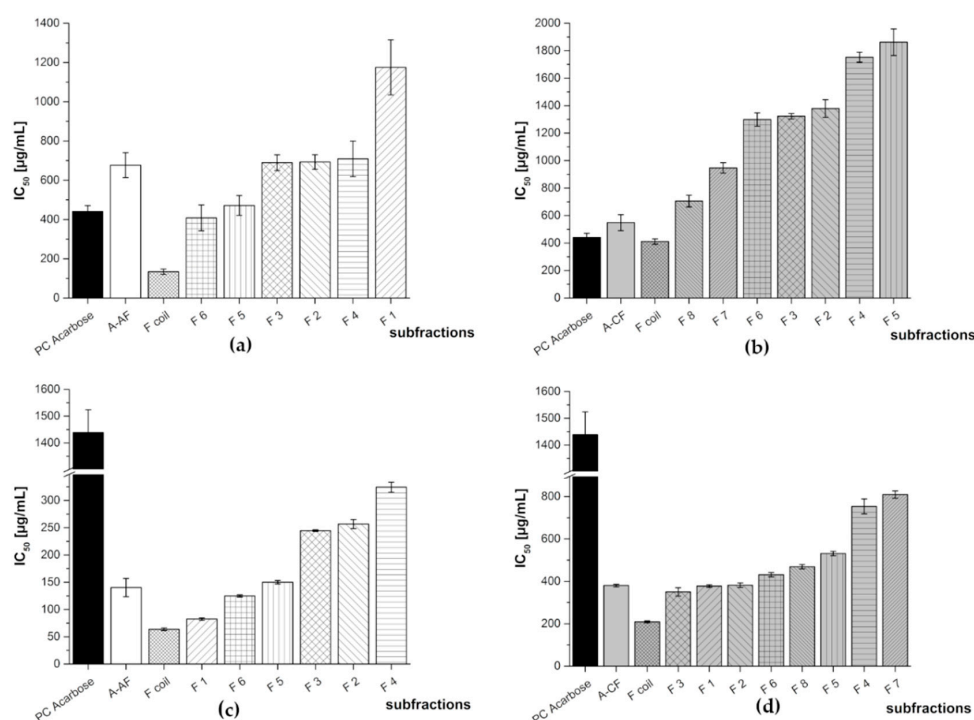 1400
1200
1000
800
600
400
200
0
IC50 [µg/mL]
PC Acarbose
A-AF
F coil
F 6
F 5
F 3
F 2
F 4
F 1
subfractions
(a)
2000
1800
1600
1400
1200
1000
800
600
400
200
0
IC50 [µg/mL]
PC Acarbose
A-CF
F coil
F 8
F 7
F 6
F 3
F 2
F 4
F 5
subfractions
(b)
1600
1500
1400
300
250
200
150
100
50
0
IC50 [µg/mL]
PC Acarbose
A-AF
F coil
F 1
F 6
F 5
F 3
F 2
F 4
subfractions
(c)
1600
1500
1400
800
600
400
200
0
IC50 [µg/mL]
PC Acarbose
A-CF
F coil
F 3
F 1
F 2
F 6
F 8
F 5
F 4
F 7
subfractions
(d)